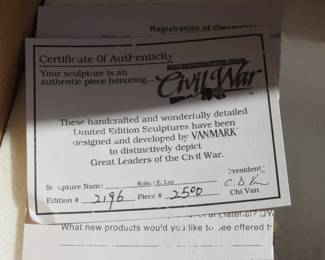 Registration of Ownership
Certificate Of Authenticity
Your sculpture is an
authentic piece honoring...
Civil War
These handcrafted and wonderfully detailed
Limited Edition Sculptures have been
designed and developed by VANMARK
to distinctively depict
Great Leaders of the Civil War.
President
Sculpture Name: Robert E. Lee
Edition # 2196 Piece # 2500
Chi Van
What new products would you like to see offered b